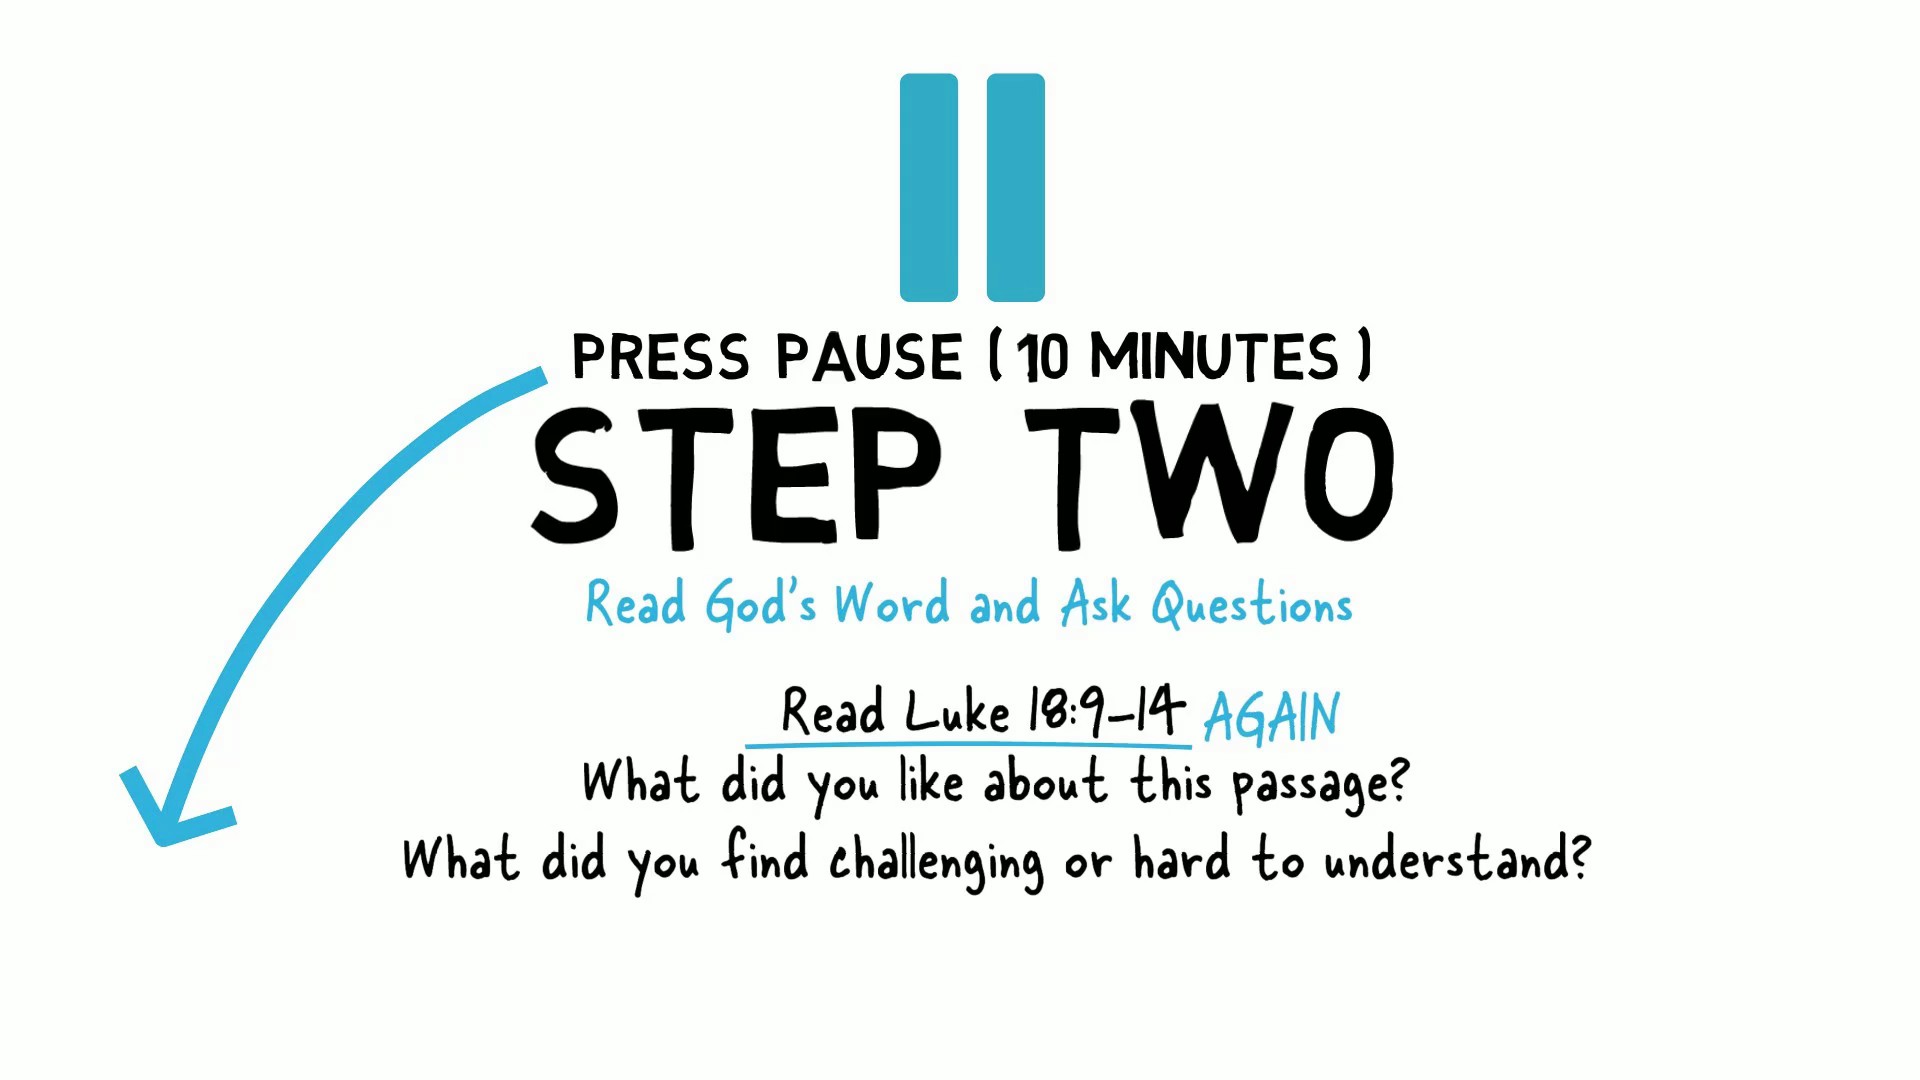 PRESS PAUSE ( 10 MINUTES )
STEP TWO
Read God's Word and Ask Questions
Read Luke 18:9-14 AGAIN
What did you like about this passage?
What did you find challenging or hard to understand?